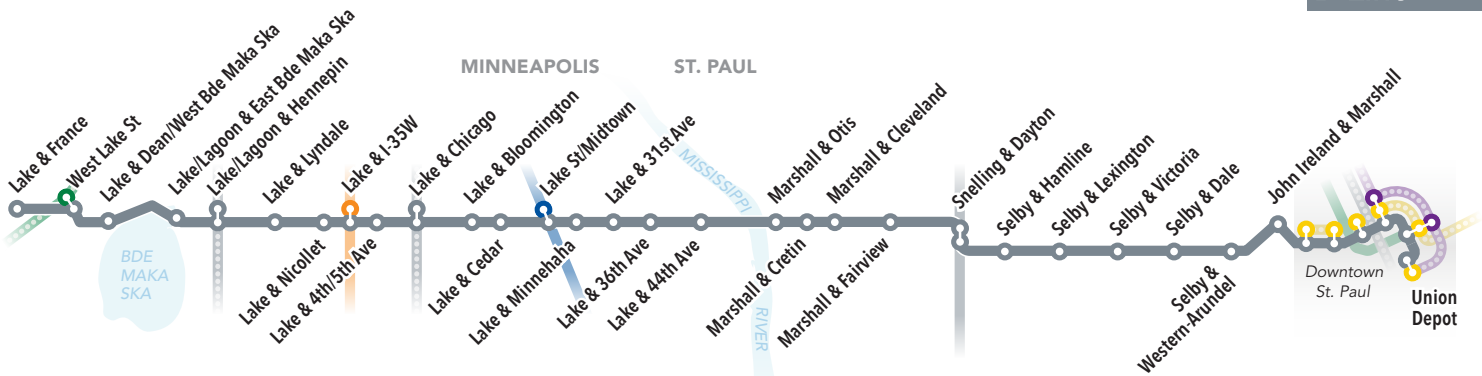 MINNEAPOLIS
ST. PAUL
Lake & France
West Lake St
Lake & Dean/West Bde Maka Ska
Lake/Lagoon & East Bde Maka Ska
Lake/Lagoon & Hennepin
Lake & Lyndale
Lake & Nicollet
Lake & I-35W
Lake & 4th/5th Ave
Lake & Chicago
Lake & Cedar
Lake & Bloomington
Lake & Minnehaha
Lake St/Midtown
Lake & 36th Ave
Lake & 31st Ave
Lake & 44th Ave
MISSISSIPPI
RIVER
BDE
MAKA
SKA
Marshall & Cretin
Marshall & Otis
Marshall & Fairview
Marshall & Cleveland
Snelling & Dayton
Selby & Hamline
Selby & Lexington
Selby & Victoria
Selby & Dale
Selby &
Western-Arundel
John Ireland & Marshall
Downtown
St. Paul
Union
Depot